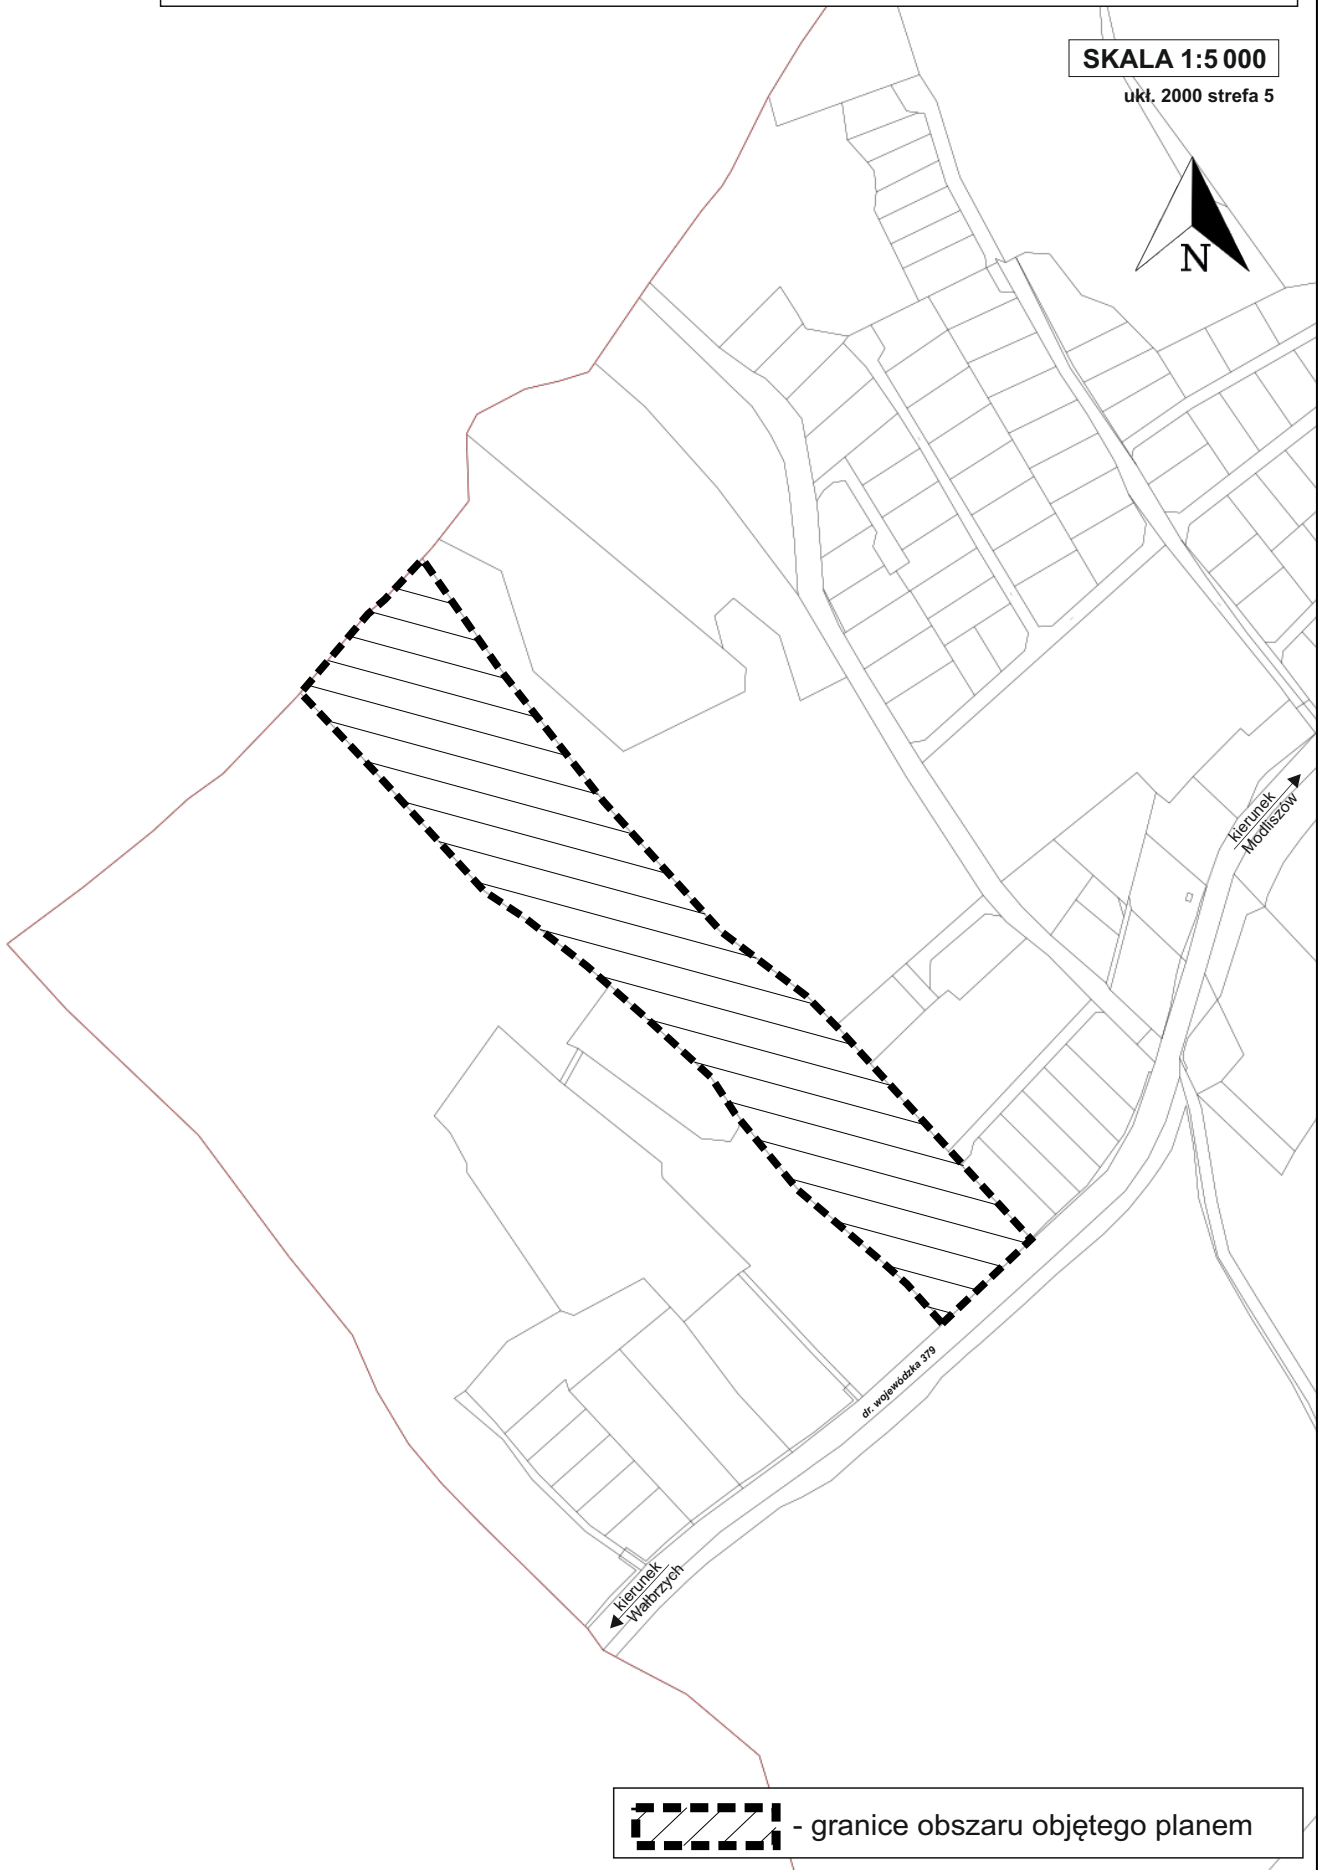 SKALA 1:5 000
ukł. 2000 strefa 5
N
kierunek
Modliszów
dr. wojewódzka 379
kierunek
Wałbrzych
- granice obszaru objętego planem